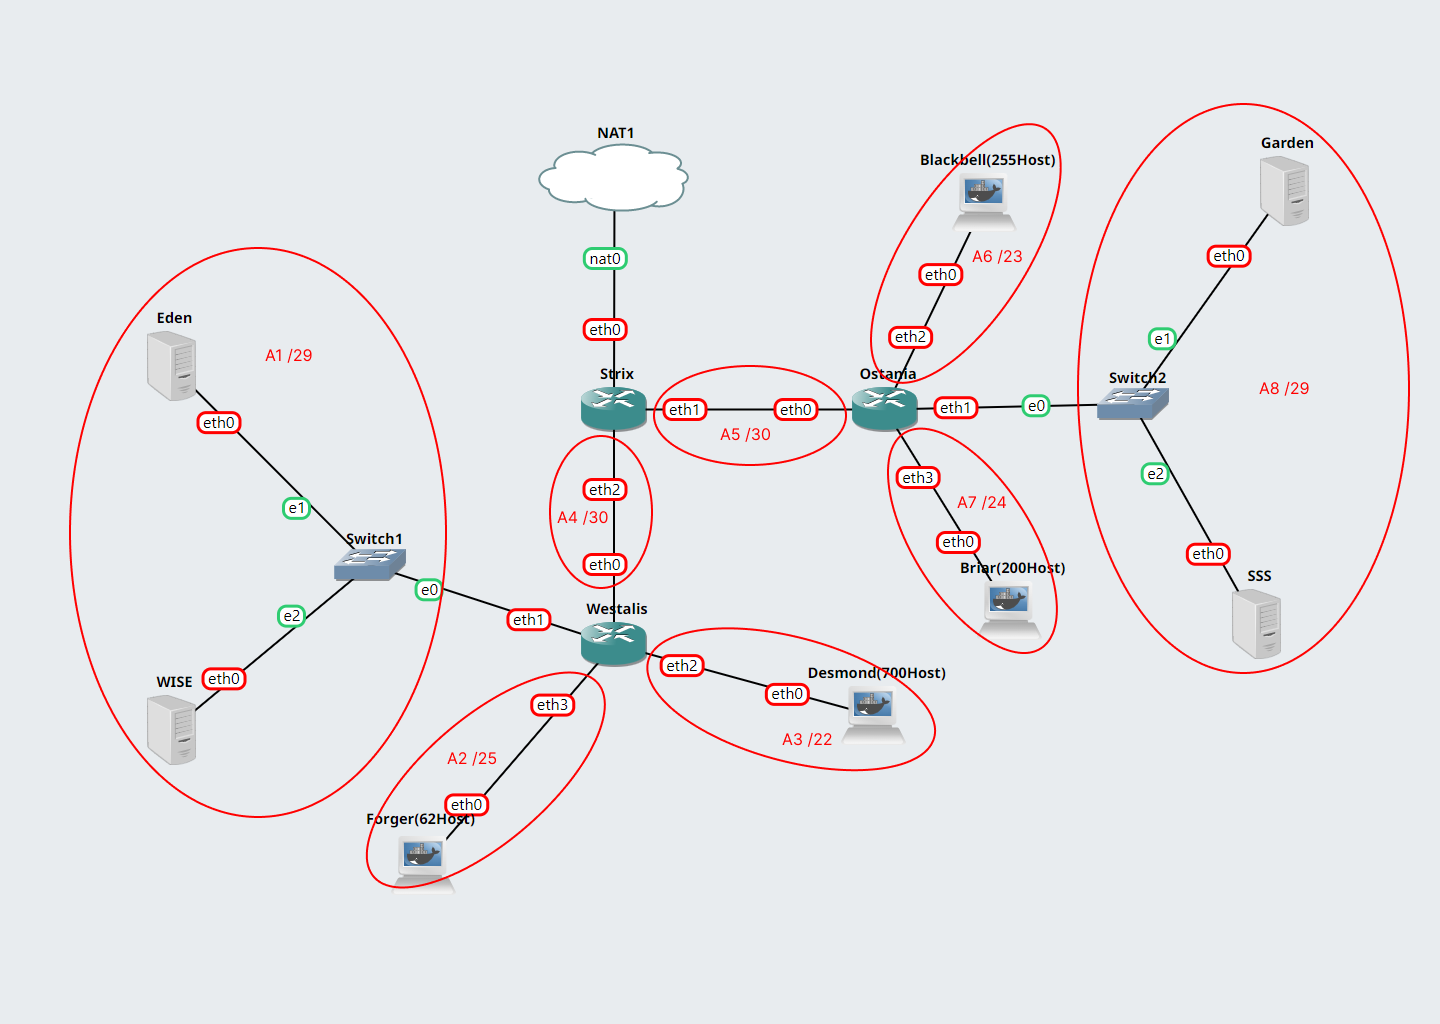 NAT1
nat0
eth0
Strix
eth1
eth0
A5 /30
eth2
A4 /30
eth0
Westalis
Blackbell(255Host)
A6 /23
eth0
eth2
Ostania
eth1
e0
Switch2
e1
eth0
Garden
A8 /29
e2
eth0
SSS
eth3
A7 /24
eth0
Briar(200Host)
Eden
A1 /29
eth0
e1
Switch1
e0
eth1
e2
eth0
WISE
eth2
eth0
Desmond(700Host)
A3 /22
eth3
A2 /25
eth0
Forger(62Host)